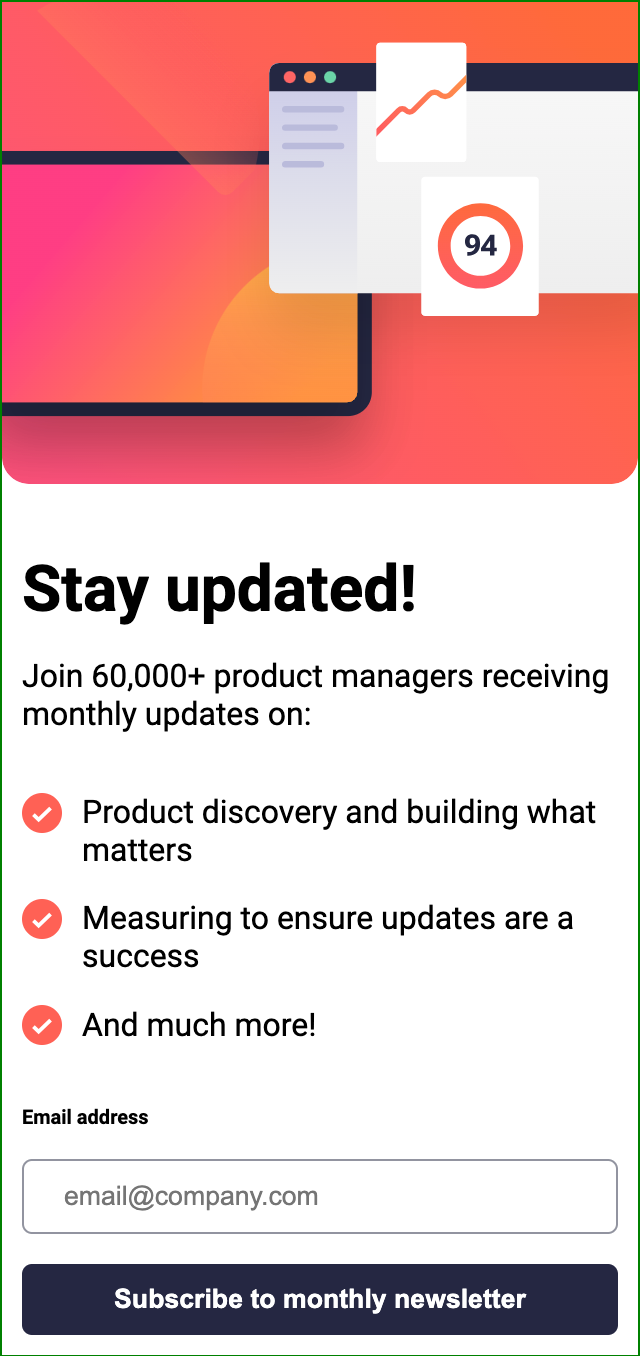 94
Stay updated!
Join 60,000+ product managers receiving
monthly updates on:
Product discovery and building what
matters
Measuring to ensure updates are a
success
And much more!
Email address
email@company.com
Subscribe to monthly newsletter